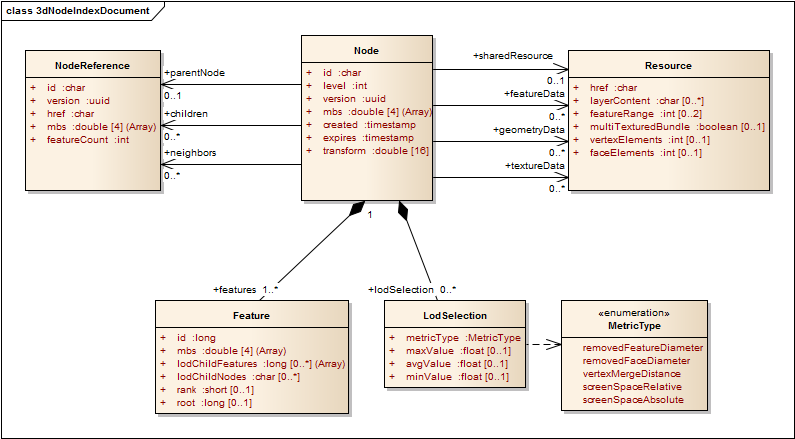 class 3dNodeIndexDocument
NodeReference
+ id :char
+ version :uuid
+ href :char
+ mbs :double [4] (Array)
+ featureCount :int
+parentNode
0..1
+children
0..*
+neighbors
0..*
Node
+ id :char
+ level :int
+ version :uuid
+ mbs :double [4] (Array)
+ created :timestamp
+ expires :timestamp
+ transform :double [16]
+sharedResource
0..1
+featureData
0..*
+geometryData
0..*
+textureData
0..*
Resource
+ href :char
+ layerContent :char [0..*]
+ featureRange :int [0..2]
+ multiTexturedBundle :boolean [0..1]
+ vertexElements :int [0..1]
+ faceElements :int [0..1]
1
+features 1..*
+lodSelection 0..*
Feature
+ id :long
+ mbs :double [4] (Array)
+ lodChildFeatures :long [0..*] (Array)
+ lodChildNodes :char [0..*]
+ rank :short [0..1]
+ root :long [0..1]
LodSelection
+ metricType :MetricType
+ maxValue :float [0..1]
+ avgValue :float [0..1]
+ minValue :float [0..1]
«enumeration»
MetricType
removedFeatureDiameter
removedFaceDiameter
vertexMergeDistance
screenSpaceRelative
screenSpaceAbsolute